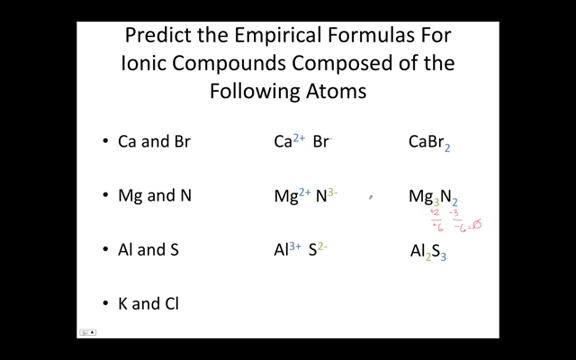 Predict the Empirical Formulas For
Ionic Compounds Composed of the
Following Atoms
• Ca and Br Ca²⁺ Br⁻ CaBr₂
• Mg and N Mg²⁺ N³⁻ Mg₃N₂
+2 -3
+6 -6=0
• Al and S Al³⁺ S²⁻ Al₂S₃
• K and Cl